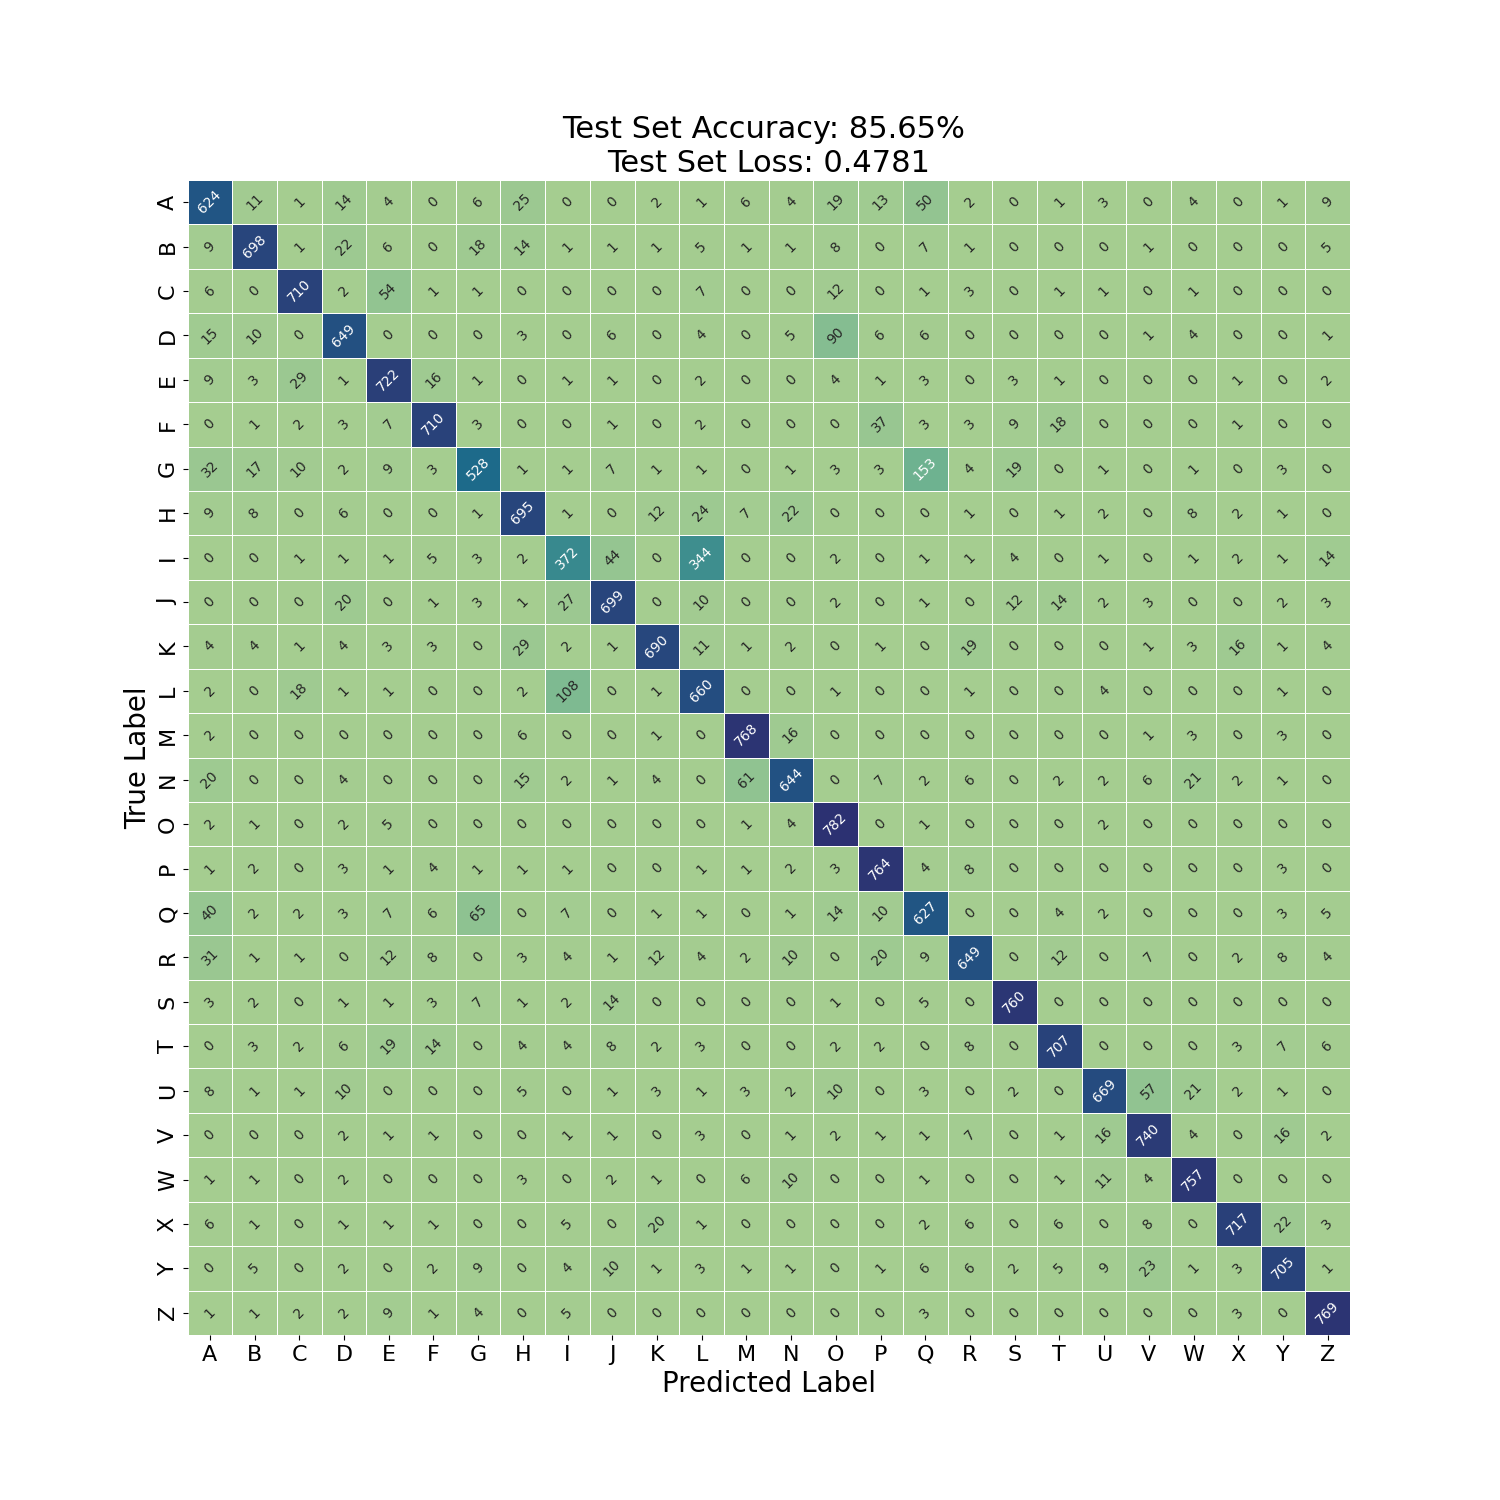 Test Set Accuracy: 85.65%
Test Set Loss: 0.4781
True Label
A 624 11 1 14 4 0 6 25 0 0 2 1 6 4 19 13 50 2 0 1 3 0 4 0 1 9
B 9 698 1 22 6 0 18 14 1 1 1 5 1 1 8 0 7 1 0 0 0 1 0 0 0 5
C 6 0 710 2 54 1 1 0 0 0 0 7 0 0 12 0 1 3 0 1 1 0 1 0 0 0
D 15 10 0 649 0 0 0 3 0 6 0 4 0 5 90 6 6 0 0 0 0 1 4 0 0 1
E 9 3 29 1 722 16 1 0 1 1 0 2 0 0 4 1 3 0 3 1 0 0 0 1 0 2
F 0 1 2 3 7 710 3 0 0 1 0 2 0 0 0 37 3 3 9 18 0 0 0 1 0 0
G 32 17 10 2 9 3 528 1 1 7 1 1 0 1 3 3 153 4 19 0 1 0 1 0 3 0
H 9 8 0 6 0 0 1 695 1 0 12 24 7 22 0 0 0 1 0 1 2 0 8 2 1 0
I 0 0 1 1 1 5 3 2 372 44 0 344 0 0 2 0 1 1 4 0 1 0 1 2 1 14
J 0 0 0 20 0 1 3 1 27 699 0 10 0 0 2 0 1 0 12 14 2 3 0 0 2 3
K 4 4 1 4 3 3 0 29 2 1 690 11 1 2 0 1 0 19 0 0 0 1 3 16 1 4
L 2 0 18 1 1 0 0 2 108 0 1 660 0 0 1 0 0 1 0 0 4 0 0 0 1 0
M 2 0 0 0 0 0 0 6 0 0 1 0 768 16 0 0 0 0 0 0 0 1 3 0 3 0
N 20 0 0 4 0 0 0 15 2 1 4 0 61 644 0 7 2 6 0 2 2 6 21 2 1 0
O 2 1 0 2 5 0 0 0 0 0 0 0 1 4 782 0 1 0 0 0 2 0 0 0 0 0
P 1 2 0 3 1 4 1 1 1 0 0 1 1 2 3 764 4 8 0 0 0 0 0 0 3 0
Q 40 2 2 3 7 6 65 0 7 0 1 1 0 1 14 10 627 0 0 4 2 0 0 0 3 5
R 31 1 1 0 12 8 0 3 4 1 12 4 2 10 0 20 9 649 0 12 0 7 0 2 8 4
S 3 2 0 1 1 3 7 1 2 14 0 0 0 0 1 0 5 0 760 0 0 0 0 0 0 0
T 0 3 2 6 19 14 0 4 4 8 2 3 0 0 2 2 0 8 0 707 0 0 0 3 7 6
U 8 1 1 10 0 0 0 5 0 1 3 1 3 2 10 0 3 0 2 0 669 57 21 2 1 0
V 0 0 0 2 1 1 0 0 1 1 0 3 0 1 2 1 1 7 0 1 16 740 4 0 16 2
W 1 1 0 2 0 0 0 3 0 2 1 0 6 10 0 0 1 0 0 1 11 4 757 0 0 0
X 6 1 0 1 1 1 0 0 5 0 20 1 0 0 0 0 2 6 0 6 0 8 0 717 22 3
Y 0 5 0 2 0 2 9 0 4 10 1 3 1 1 0 1 6 6 2 5 9 23 1 3 705 1
Z 1 1 2 2 9 1 4 0 5 0 0 0 0 0 0 0 3 0 0 0 0 0 0 3 0 769
A B C D E F G H I J K L M N O P Q R S T U V W X Y Z
Predicted Label